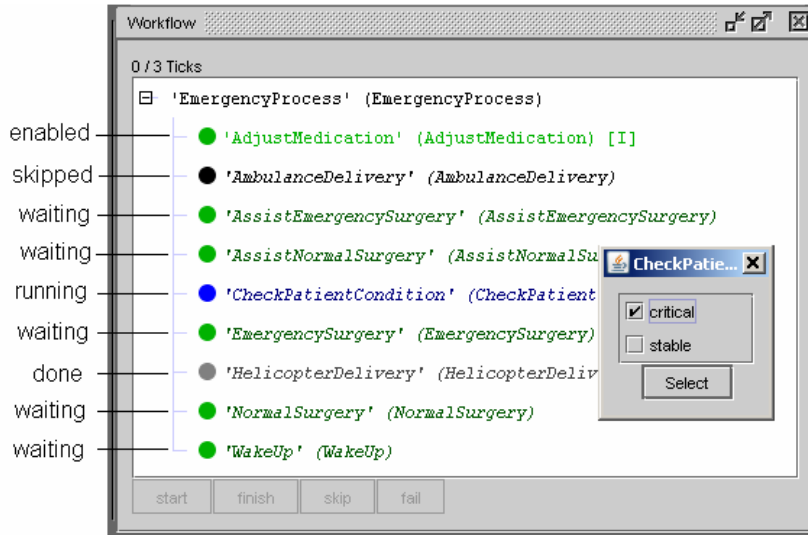 Workflow
0 / 3 Ticks
'EmergencyProcess' (EmergencyProcess)
enabled 'AdjustMedication' (AdjustMedication) [I]
skipped 'AmbulanceDelivery' (AmbulanceDelivery)
waiting 'AssistEmergencySurgery' (AssistEmergencySurgery)
waiting 'AssistNormalSurgery' (AssistNormalSu
CheckPatie...
running 'CheckPatientCondition' (CheckPatient
critical
waiting 'EmergencySurgery' (EmergencySurgery)
stable
done 'HelicopterDelivery' (HelicopterDeliv
Select
waiting 'NormalSurgery' (NormalSurgery)
waiting 'WakeUp' (WakeUp)
start finish skip fail